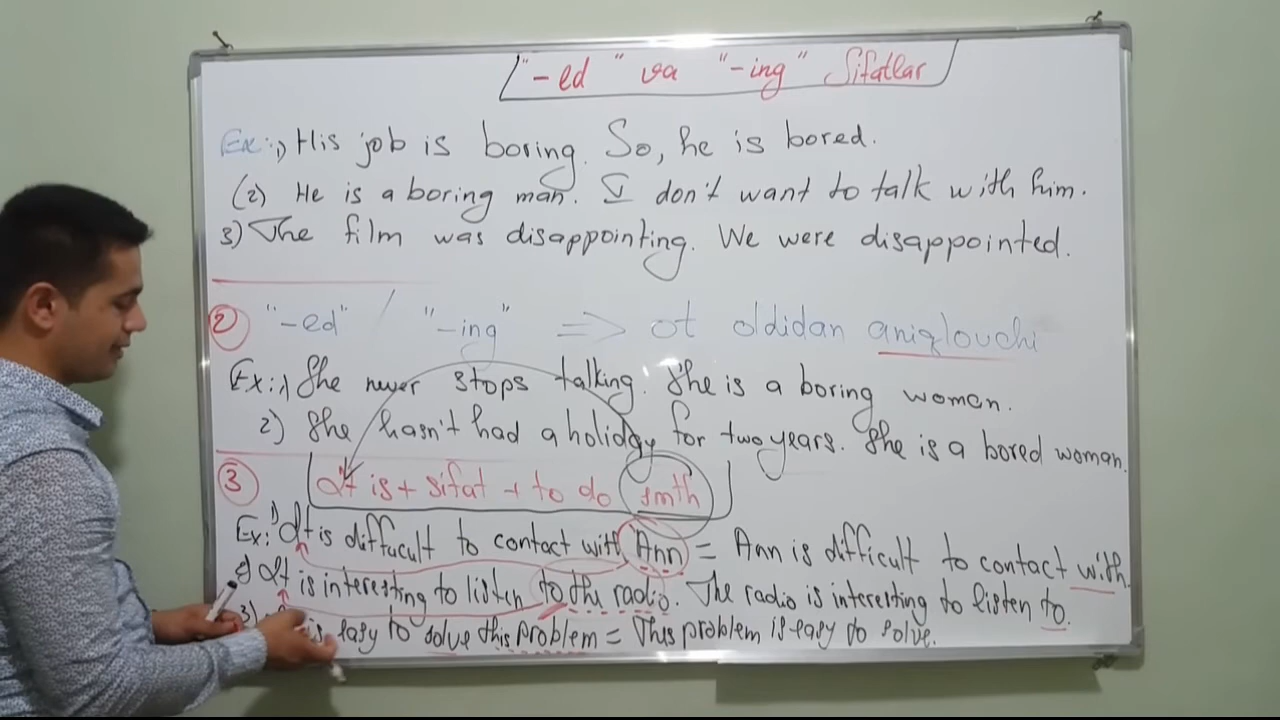 "-ed" va "-ing" Sifatlar
Ex: 1) His job is boring. So, he is bored.
(2) He is a boring man. I don't want to talk with him.
3) The film was disappointing. We were disappointed.
2 "-ed" / "-ing" => ot oldidan aniqlovchi
Ex: 1) She never stops talking. She is a boring woman.
2) She hasn't had a holiday for two years. She is a bored woman.
3 It is + sifat + to do smth
Ex: 1) It is difficult to contact with Ann = Ann is difficult to contact with.
2) It is interesting to listen to the radio. The radio is interesting to listen to.
3) is easy to solve this problem = This problem is easy to solve.